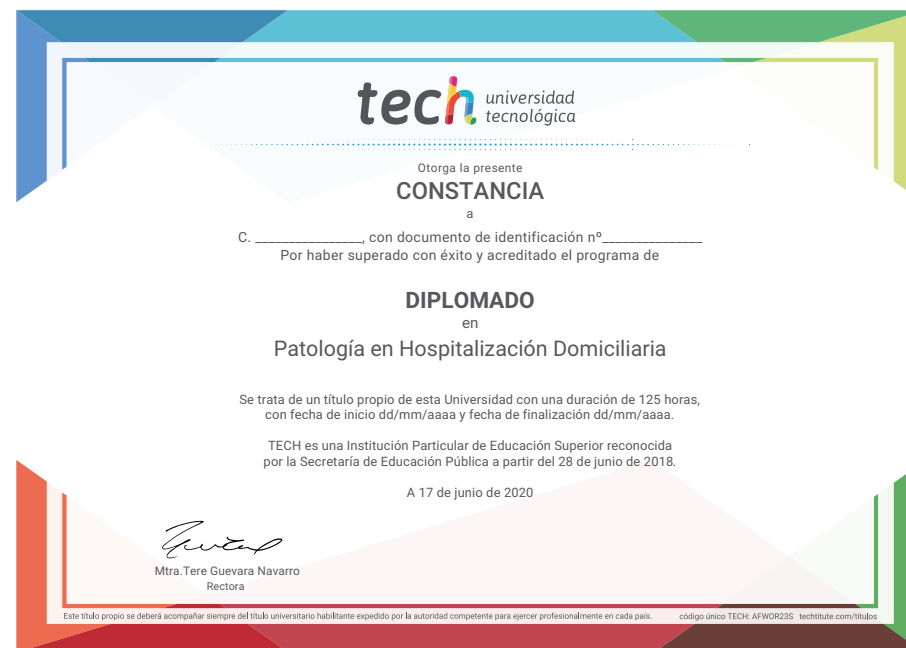 tech universidad
tecnológica
Otorga la presente
CONSTANCIA
a
C. ________________, con documento de identificación nº_______________
Por haber superado con éxito y acreditado el programa de
DIPLOMADO
en
Patología en Hospitalización Domiciliaria
Se trata de un título propio de esta Universidad con una duración de 125 horas,
con fecha de inicio dd/mm/aaaa y fecha de finalización dd/mm/aaaa.
TECH es una Institución Particular de Educación Superior reconocida
por la Secretaría de Educación Pública a partir del 28 de junio de 2018.
A 17 de junio de 2020
Mtra.Tere Guevara Navarro
Rectora
Este título propio se deberá acompañar siempre del título universitario habilitante expedido por la autoridad competente para ejercer profesionalmente en cada país. código único TECH: AFWOR23S techtitute.com/titulos